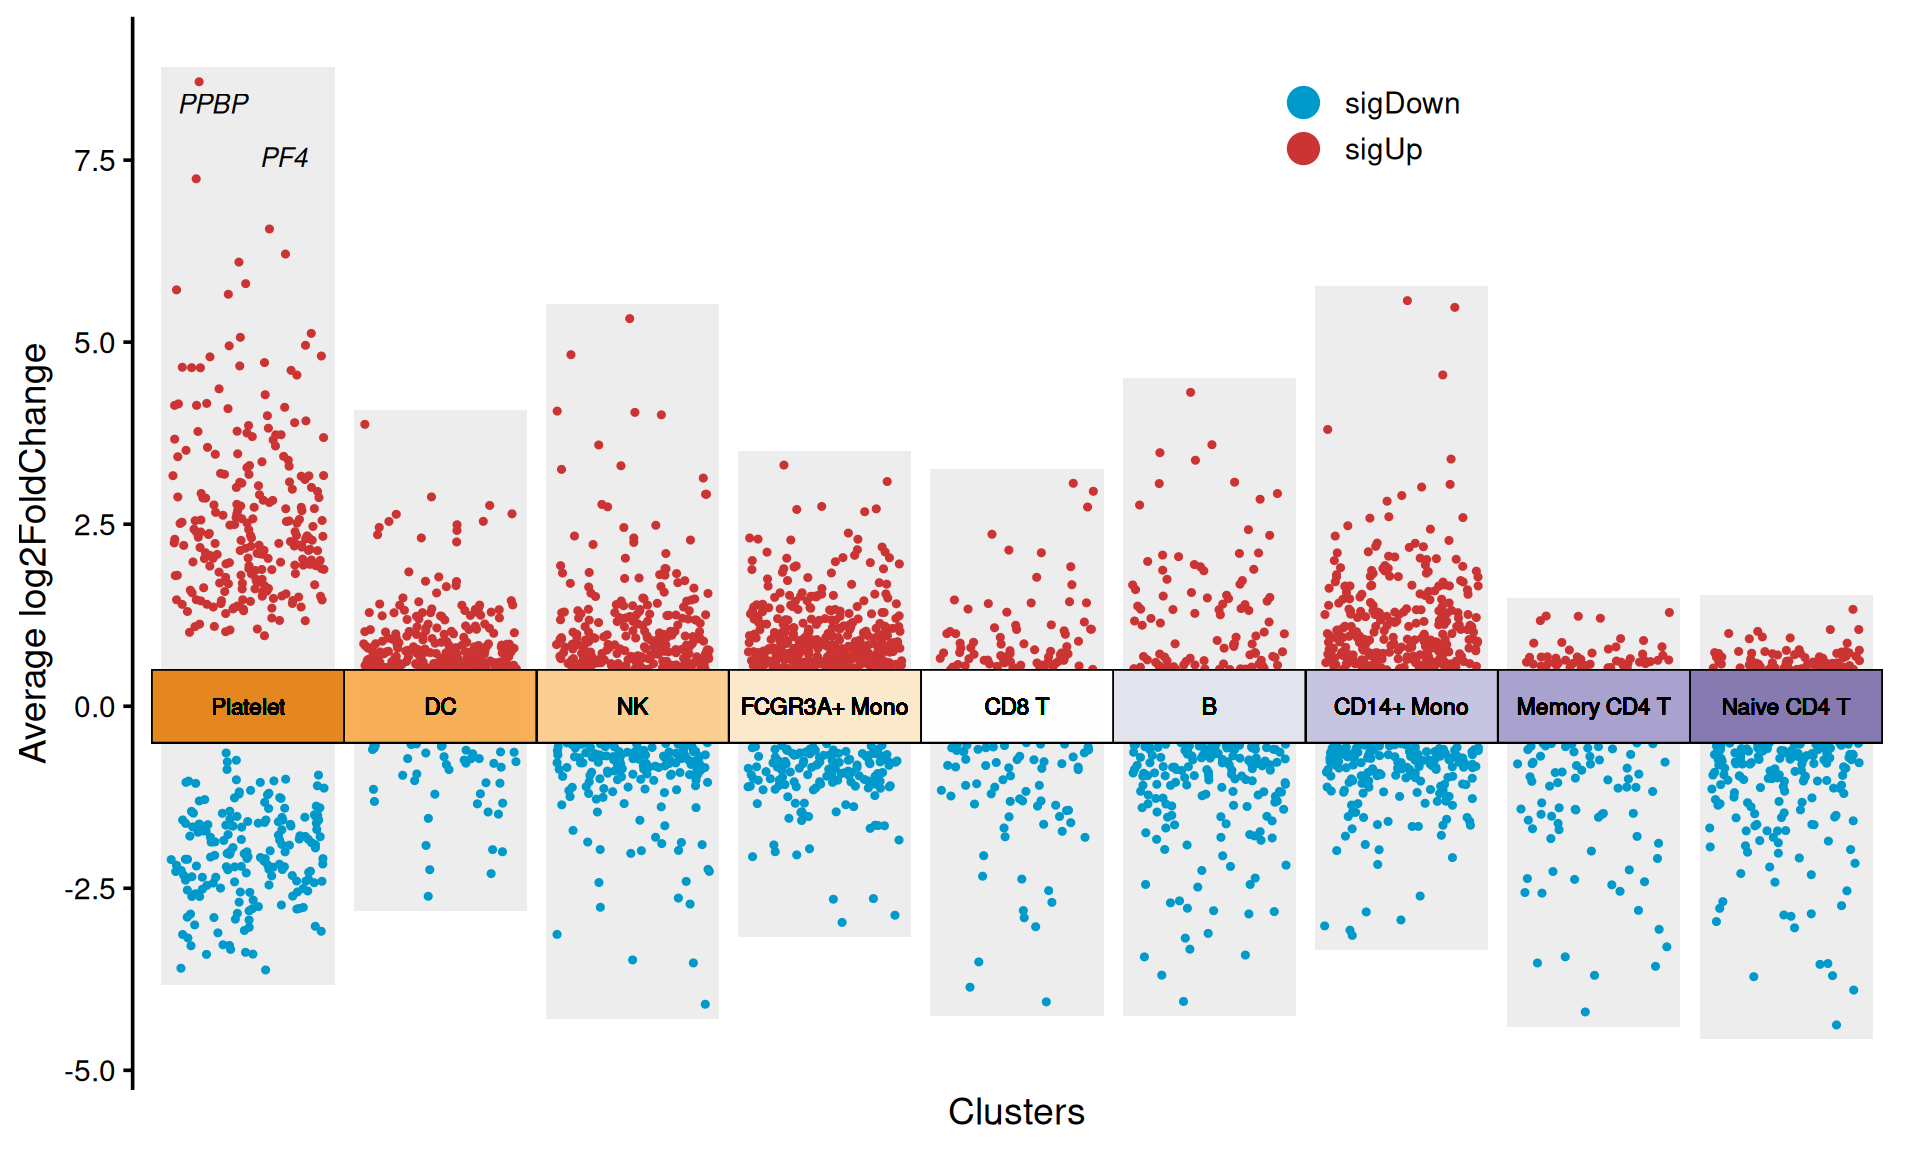 PPBP
PF4
sigDown
sigUp
7.5
5.0
2.5
0.0
-2.5
-5.0
Average log2FoldChange
Platelet
DC
NK
FCGR3A+ Mono
CD8 T
B
CD14+ Mono
Memory CD4 T
Naive CD4 T
Clusters